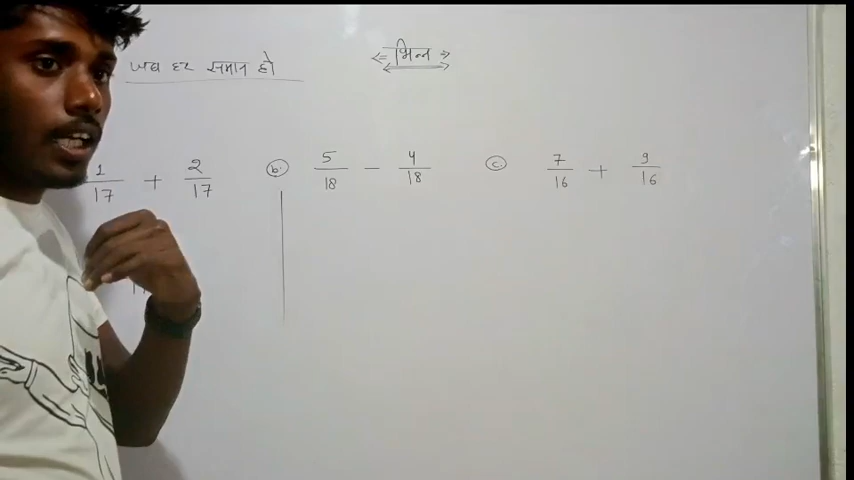 जब हर समान हो
भिन्न
1/17 + 2/17
b. 5/18 - 4/18
c. 7/16 + 9/16